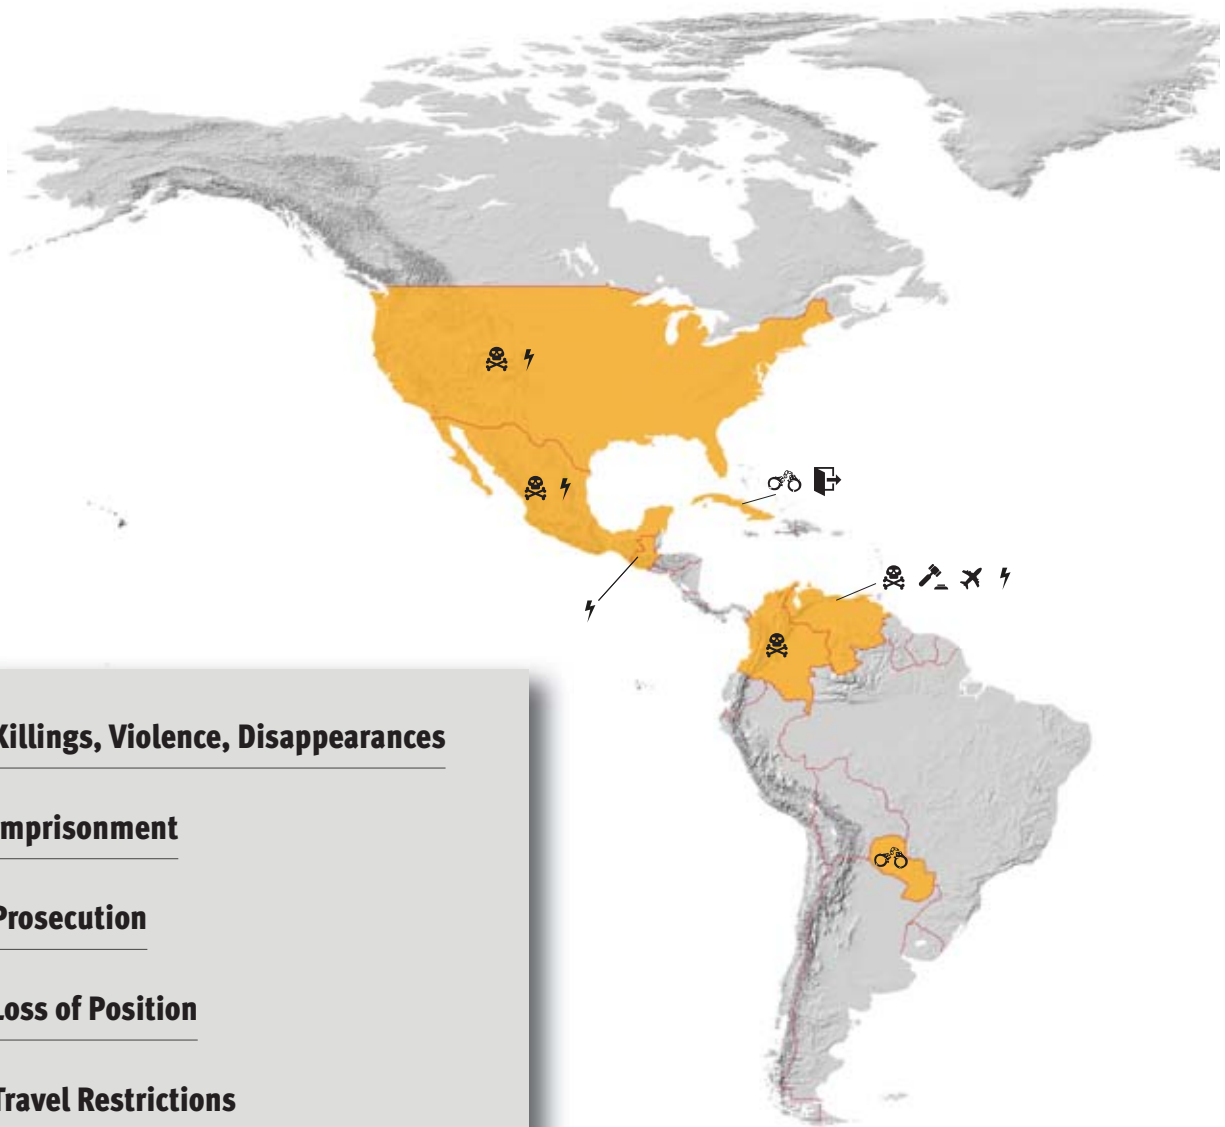 Killings, Violence, Disappearances
Imprisonment
Prosecution
Loss of Position
Travel Restrictions